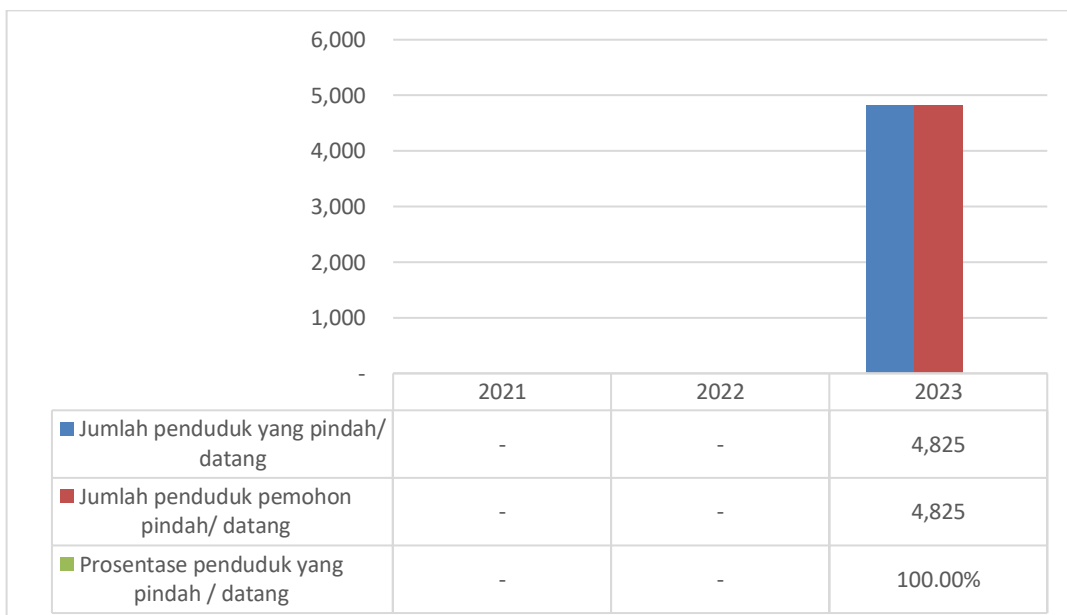 6,000
5,000
4,000
3,000
2,000
1,000
-
2021 2022 2023
Jumlah penduduk yang pindah/
datang
- - 4,825
Jumlah penduduk pemohon
pindah/ datang
- - 4,825
Prosentase penduduk yang
pindah / datang
- - 100.00%